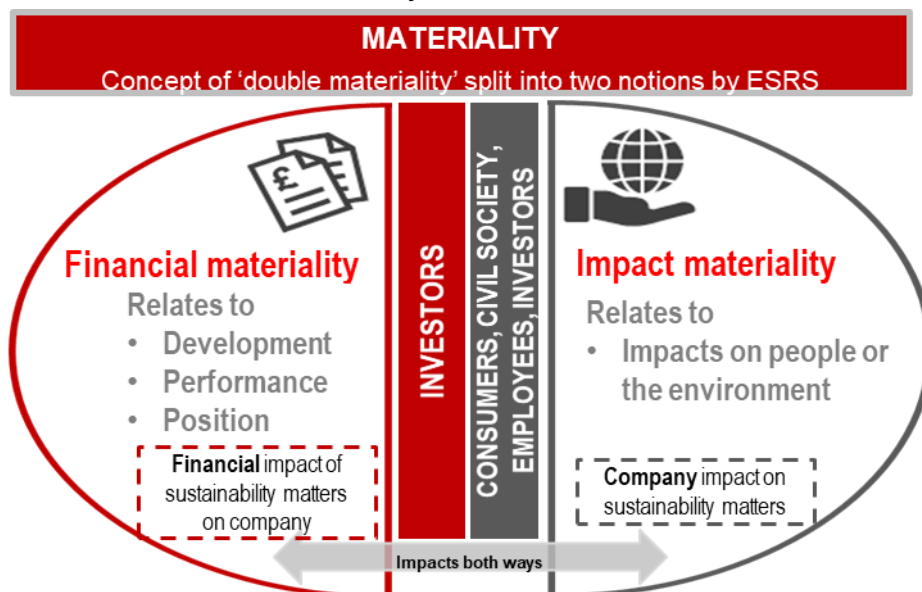 MATERIALITY
Concept of ‘double materiality’ split into two notions by ESRS
£
Financial materiality
Relates to
• Development
• Performance
• Position
Financial impact of
sustainability matters
on company
INVESTORS
CONSUMERS, CIVIL SOCIETY,
EMPLOYEES, INVESTORS
Impact materiality
Relates to
• Impacts on people or
the environment
Company impact on
sustainability matters
Impacts both ways